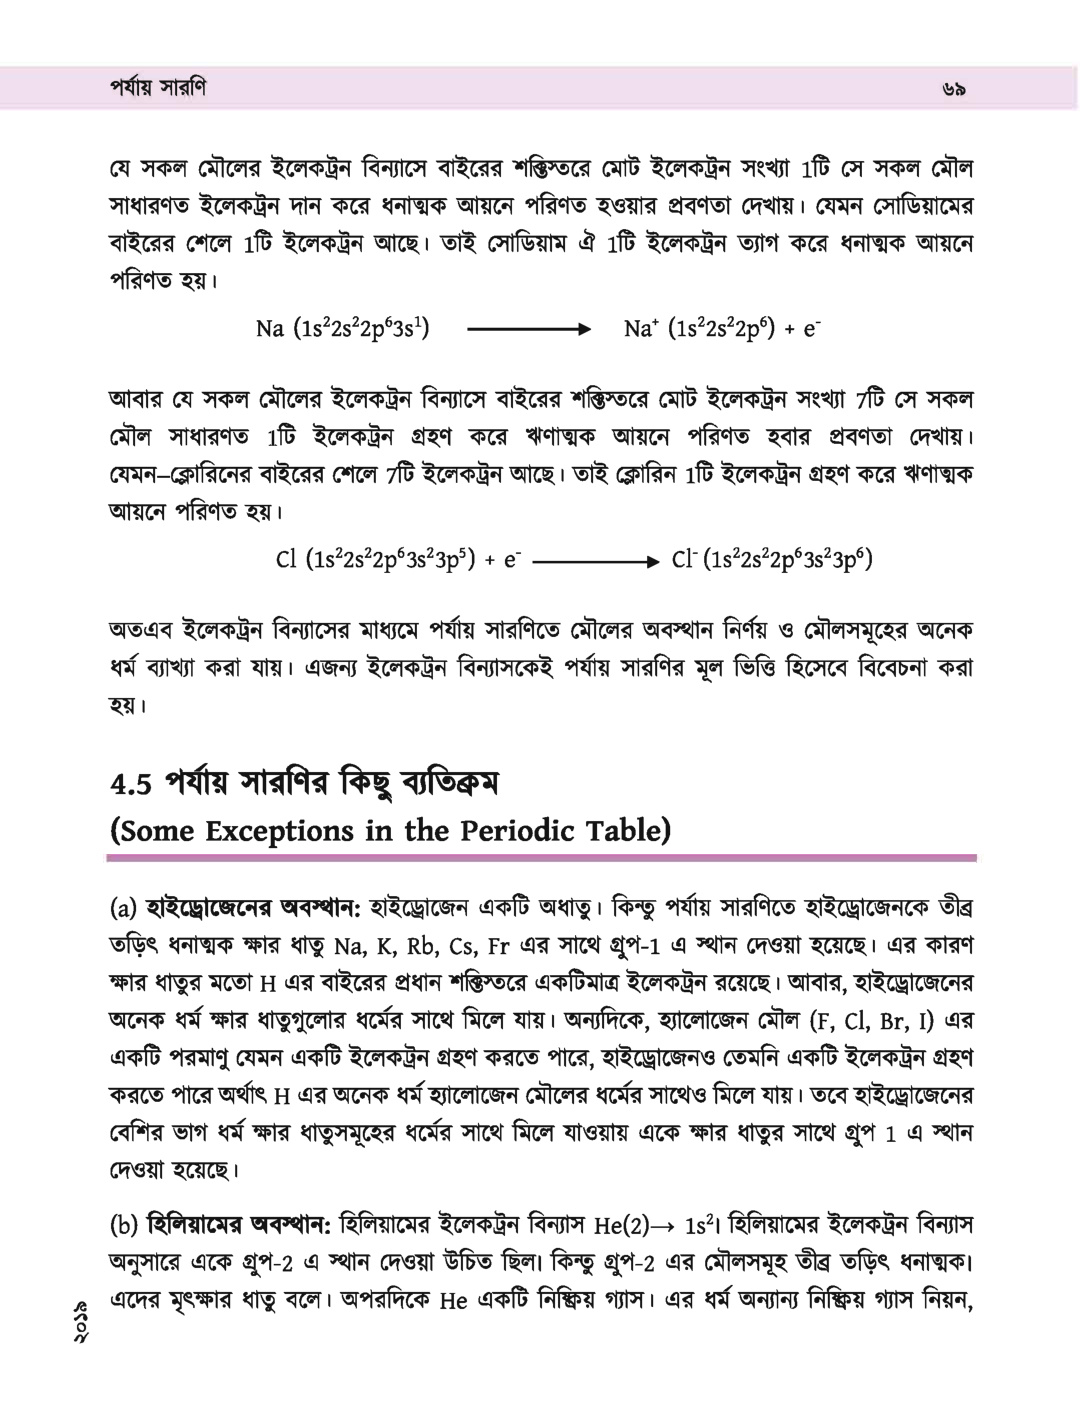 পর্যায় সারণি ৬৯
যে সকল মৌলের ইলেকট্রন বিন্যাসে বাইরের শক্তিস্তরে মোট ইলেকট্রন সংখ্যা 1টি সে সকল মৌল
সাধারণত ইলেকট্রন দান করে ধনাত্মক আয়নে পরিণত হওয়ার প্রবণতা দেখায়। যেমন সোডিয়ামের
বাইরের শেলে 1টি ইলেকট্রন আছে। তাই সোডিয়াম ঐ 1টি ইলেকট্রন ত্যাগ করে ধনাত্মক আয়নে
পরিণত হয়।
Na (1s²2s²2p⁶3s¹) ⟶ Na⁺ (1s²2s²2p⁶) + e⁻
আবার যে সকল মৌলের ইলেকট্রন বিন্যাসে বাইরের শক্তিস্তরে মোট ইলেকট্রন সংখ্যা 7টি সে সকল
মৌল সাধারণত 1টি ইলেকট্রন গ্রহণ করে ঋণাত্মক আয়নে পরিণত হবার প্রবণতা দেখায়।
যেমন–ক্লোরিনের বাইরের শেলে 7টি ইলেকট্রন আছে। তাই ক্লোরিন 1টি ইলেকট্রন গ্রহণ করে ঋণাত্মক
আয়নে পরিণত হয়।
Cl (1s²2s²2p⁶3s²3p⁵) + e⁻ ⟶ Cl⁻ (1s²2s²2p⁶3s²3p⁶)
অতএব ইলেকট্রন বিন্যাসের মাধ্যমে পর্যায় সারণিতে মৌলের অবস্থান নির্ণয় ও মৌলসমূহের অনেক
ধর্ম ব্যাখ্যা করা যায়। এজন্য ইলেকট্রন বিন্যাসকেই পর্যায় সারণির মূল ভিত্তি হিসেবে বিবেচনা করা
হয়।
4.5 পর্যায় সারণির কিছু ব্যতিক্রম
(Some Exceptions in the Periodic Table)
(a) হাইড্রোজেনের অবস্থান: হাইড্রোজেন একটি অধাতু। কিন্তু পর্যায় সারণিতে হাইড্রোজেনকে তীব্র
তড়িৎ ধনাত্মক ক্ষার ধাতু Na, K, Rb, Cs, Fr এর সাথে গ্রুপ-1 এ স্থান দেওয়া হয়েছে। এর কারণ
ক্ষার ধাতুর মতো H এর বাইরের প্রধান শক্তিস্তরে একটিমাত্র ইলেকট্রন রয়েছে। আবার, হাইড্রোজেনের
অনেক ধর্ম ক্ষার ধাতুগুলোর ধর্মের সাথে মিলে যায়। অন্যদিকে, হ্যালোজেন মৌল (F, Cl, Br, I) এর
একটি পরমাণু যেমন একটি ইলেকট্রন গ্রহণ করতে পারে, হাইড্রোজেনও তেমনি একটি ইলেকট্রন গ্রহণ
করতে পারে অর্থাৎ H এর অনেক ধর্ম হ্যালোজেন মৌলের ধর্মের সাথেও মিলে যায়। তবে হাইড্রোজেনের
বেশির ভাগ ধর্ম ক্ষার ধাতুসমূহের ধর্মের সাথে মিলে যাওয়ায় একে ক্ষার ধাতুর সাথে গ্রুপ 1 এ স্থান
দেওয়া হয়েছে।
(b) হিলিয়ামের অবস্থান: হিলিয়ামের ইলেকট্রন বিন্যাস He(2)→ 1s²। হিলিয়ামের ইলেকট্রন বিন্যাস
অনুসারে একে গ্রুপ-2 এ স্থান দেওয়া উচিত ছিল। কিন্তু গ্রুপ-2 এর মৌলসমূহ তীব্র তড়িৎ ধনাত্মক।
এদের মৃৎক্ষার ধাতু বলে। অপরদিকে He একটি নিষ্ক্রিয় গ্যাস। এর ধর্ম অন্যান্য নিষ্ক্রিয় গ্যাস নিয়ন,
২০১৯